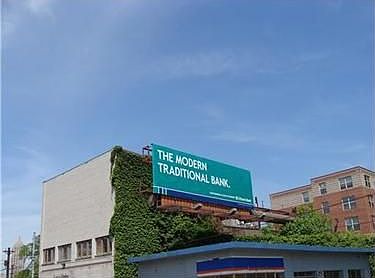 THE MODERN
TRADITIONAL BANK.